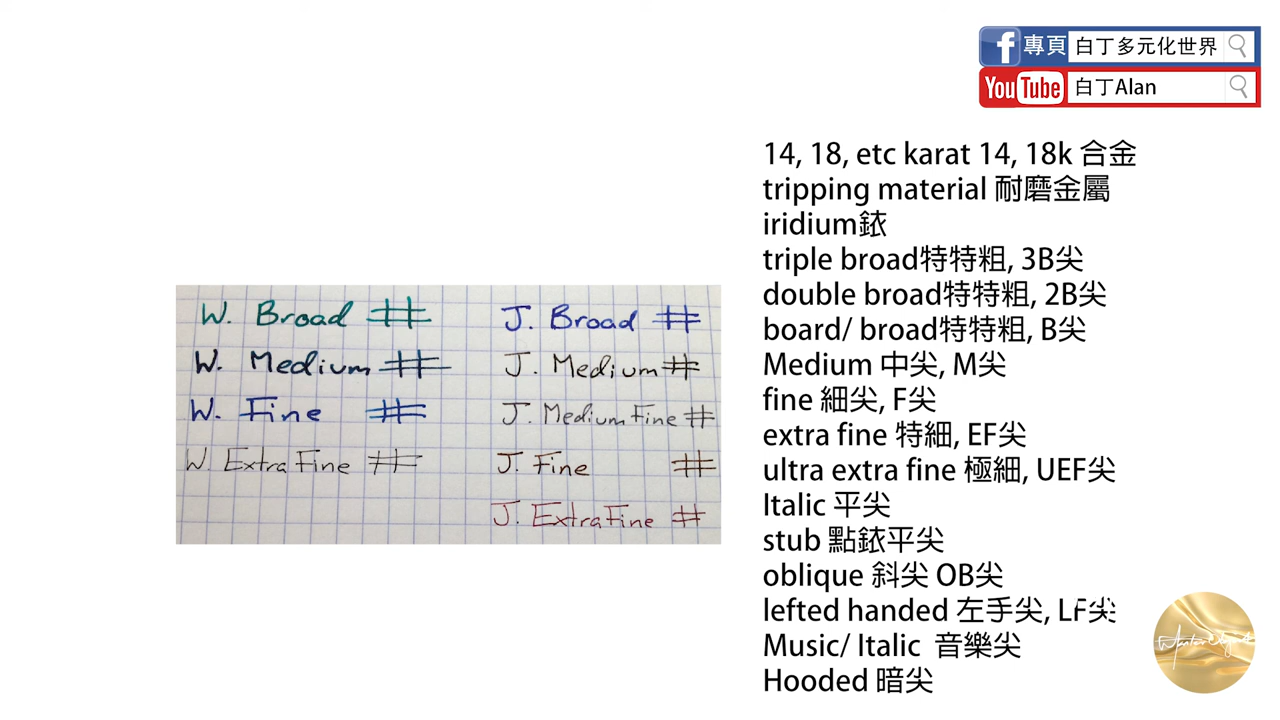 專頁 白丁多元化世界
YouTube 白丁Alan
14, 18, etc karat 14, 18k 合金
tripping material 耐磨金屬
iridium銥
triple broad特特粗, 3B尖
double broad特特粗, 2B尖
board/ broad特特粗, B尖
Medium 中尖, M尖
fine 細尖, F尖
extra fine 特細, EF尖
ultra extra fine 極細, UEF尖
Italic 平尖
stub 點銥平尖
oblique 斜尖 OB尖
lefted handed 左手尖, LF尖
Music/ Italic 音樂尖
Hooded 暗尖
W. Broad
W. Medium
W. Fine
W. Extra Fine
J. Broad
J. Medium
J. Medium Fine
J. Fine
J. Extra Fine